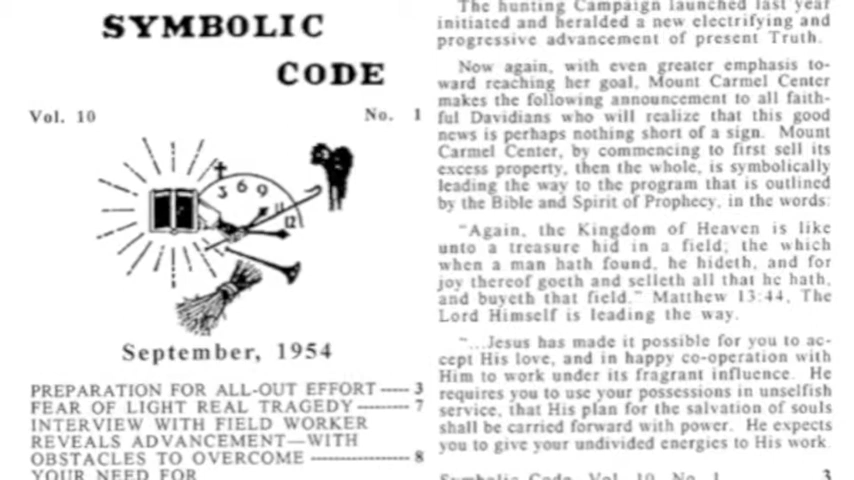 SYMBOLIC
CODE
Vol. 10 No. 1
3 6 9 11 12
September, 1954
PREPARATION FOR ALL-OUT EFFORT ---- 3
FEAR OF LIGHT REAL TRAGEDY -------- 7
INTERVIEW WITH FIELD WORKER
REVEALS ADVANCEMENT—WITH
OBSTACLES TO OVERCOME -------------- 8
YOUR NEED FOR
The hunting Campaign launched last year
initiated and heralded a new electrifying and
progressive advancement of present Truth.
Now again, with even greater emphasis to-
ward reaching her goal, Mount Carmel Center
makes the following announcement to all faith-
ful Davidians who will realize that this good
news is perhaps nothing short of a sign. Mount
Carmel Center, by commencing to first sell its
excess property, then the whole, is symbolically
leading the way to the program that is outlined
by the Bible and Spirit of Prophecy, in the words:
"Again, the Kingdom of Heaven is like
unto a treasure hid in a field; the which
when a man hath found, he hideth, and for
joy thereof goeth and selleth all that he hath,
and buyeth that field." Matthew 13:44, The
Lord Himself is leading the way.
"...Jesus has made it possible for you to ac-
cept His love, and in happy co-operation with
Him to work under its fragrant influence. He
requires you to use your possessions in unselfish
service, that His plan for the salvation of souls
shall be carried forward with power. He expects
you to give your undivided energies to His work.
Symbolic Code, Vol. 10, No. 1 3